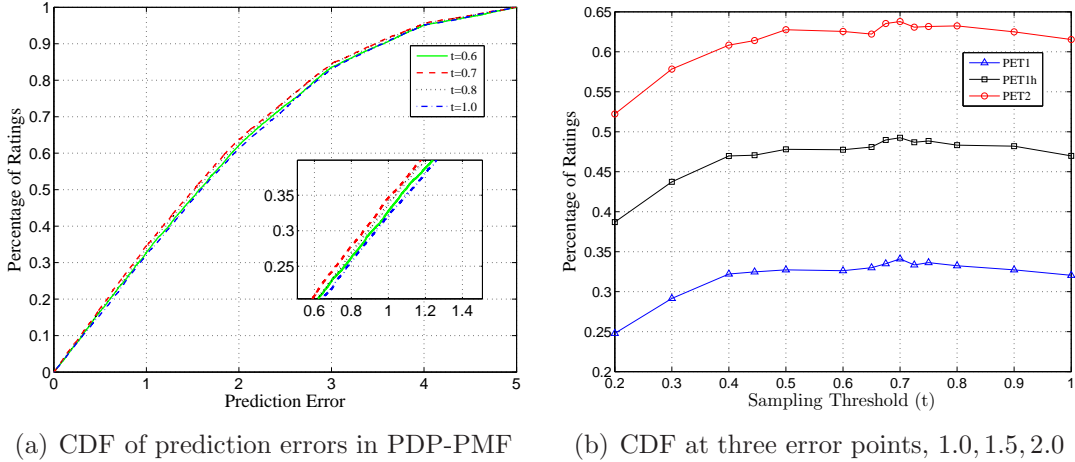 1
0.9
0.8
0.7
0.6
0.5
0.4
0.3
0.2
0.1
0
Percentage of Ratings
0 1 2 3 4 5
Prediction Error
t=0.6
t=0.7
t=0.8
t=1.0
0.35
0.3
0.25
0.6 0.8 1 1.2 1.4
(a) CDF of prediction errors in PDP-PMF
0.65
0.6
0.55
0.5
0.45
0.4
0.35
0.3
0.25
0.2
Percentage of Ratings
0.2 0.3 0.4 0.5 0.6 0.7 0.8 0.9 1
Sampling Threshold (t)
PET1
PET1h
PET2
(b) CDF at three error points, 1.0, 1.5, 2.0